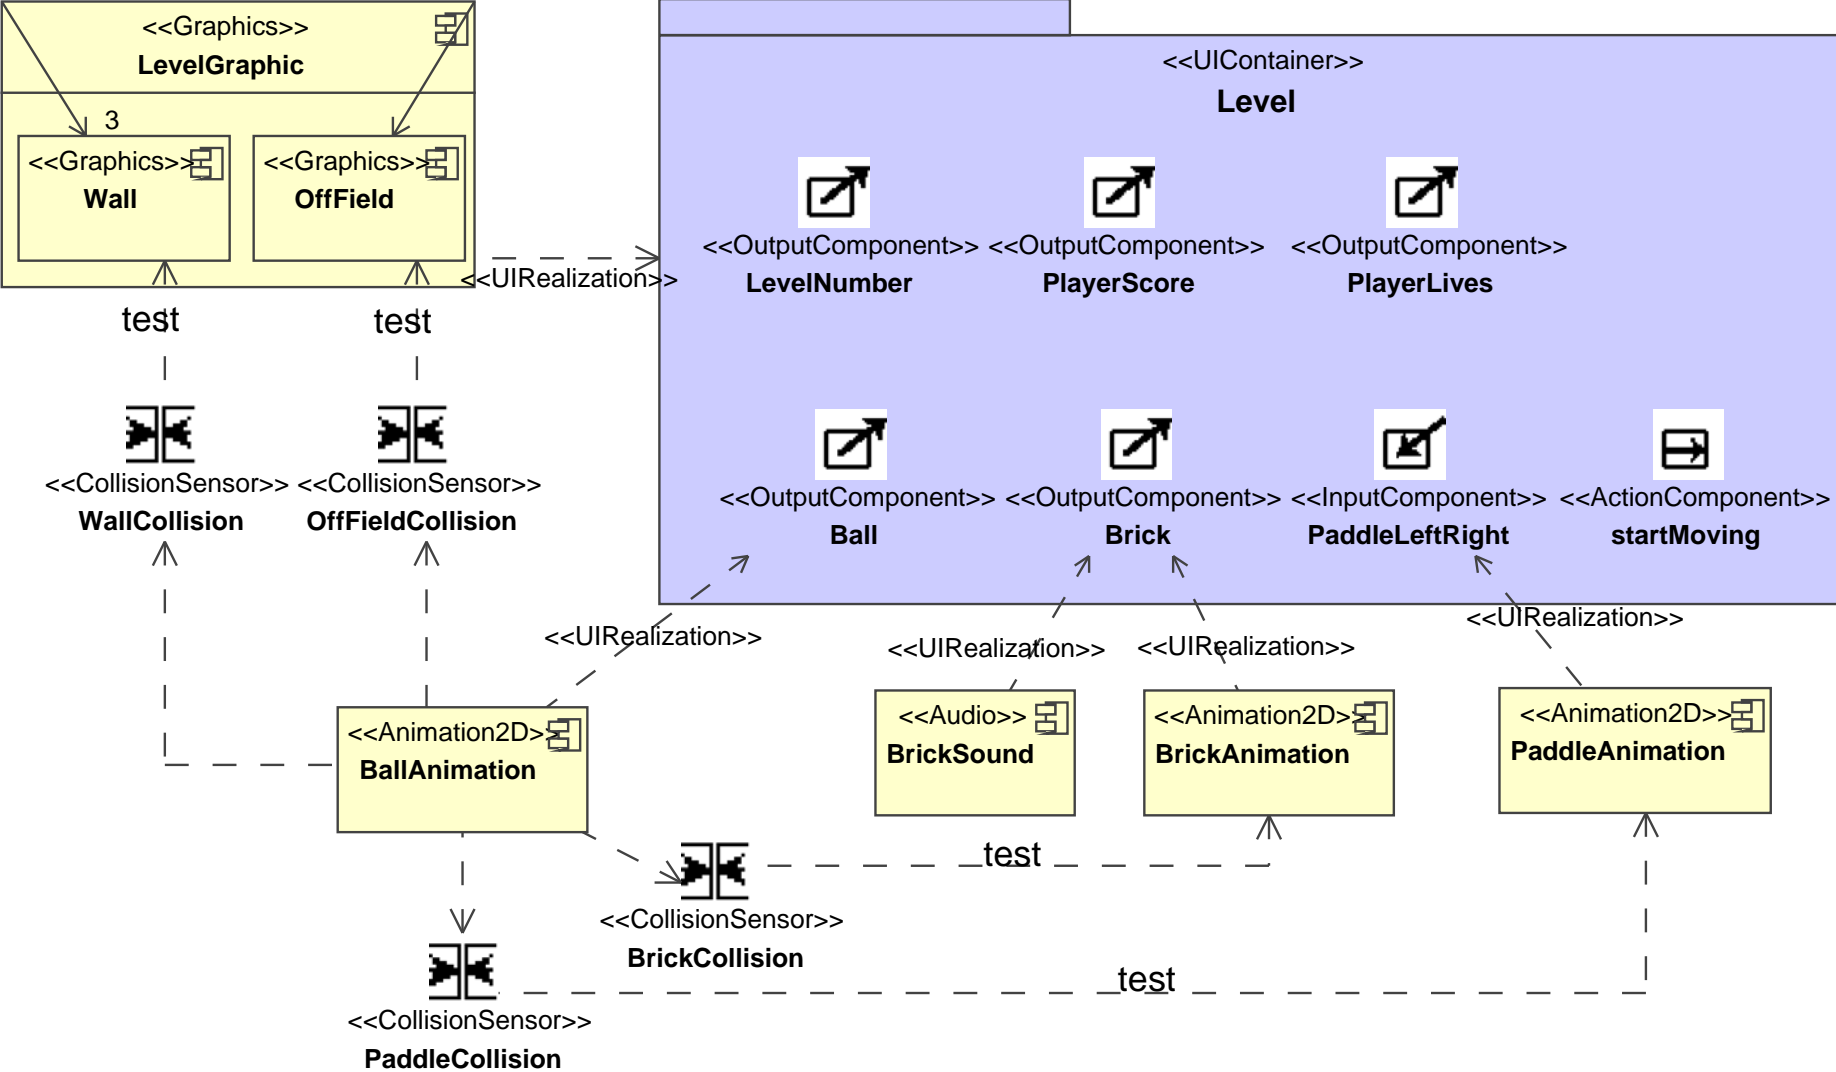 <<Graphics>>
LevelGraphic
3
<<Graphics>>
Wall
<<Graphics>>
OffField
<<UIRealization>>
test
test
<<CollisionSensor>>
WallCollision
<<CollisionSensor>>
OffFieldCollision
<<UIContainer>>
Level
<<OutputComponent>>
LevelNumber
<<OutputComponent>>
PlayerScore
<<OutputComponent>>
PlayerLives
<<OutputComponent>>
Ball
<<OutputComponent>>
Brick
<<InputComponent>>
PaddleLeftRight
<<ActionComponent>>
startMoving
<<UIRealization>>
<<UIRealization>>
<<UIRealization>>
<<UIRealization>>
<<Animation2D>>
BallAnimation
<<Audio>>
BrickSound
<<Animation2D>>
BrickAnimation
<<Animation2D>>
PaddleAnimation
test
<<CollisionSensor>>
BrickCollision
test
<<CollisionSensor>>
PaddleCollision